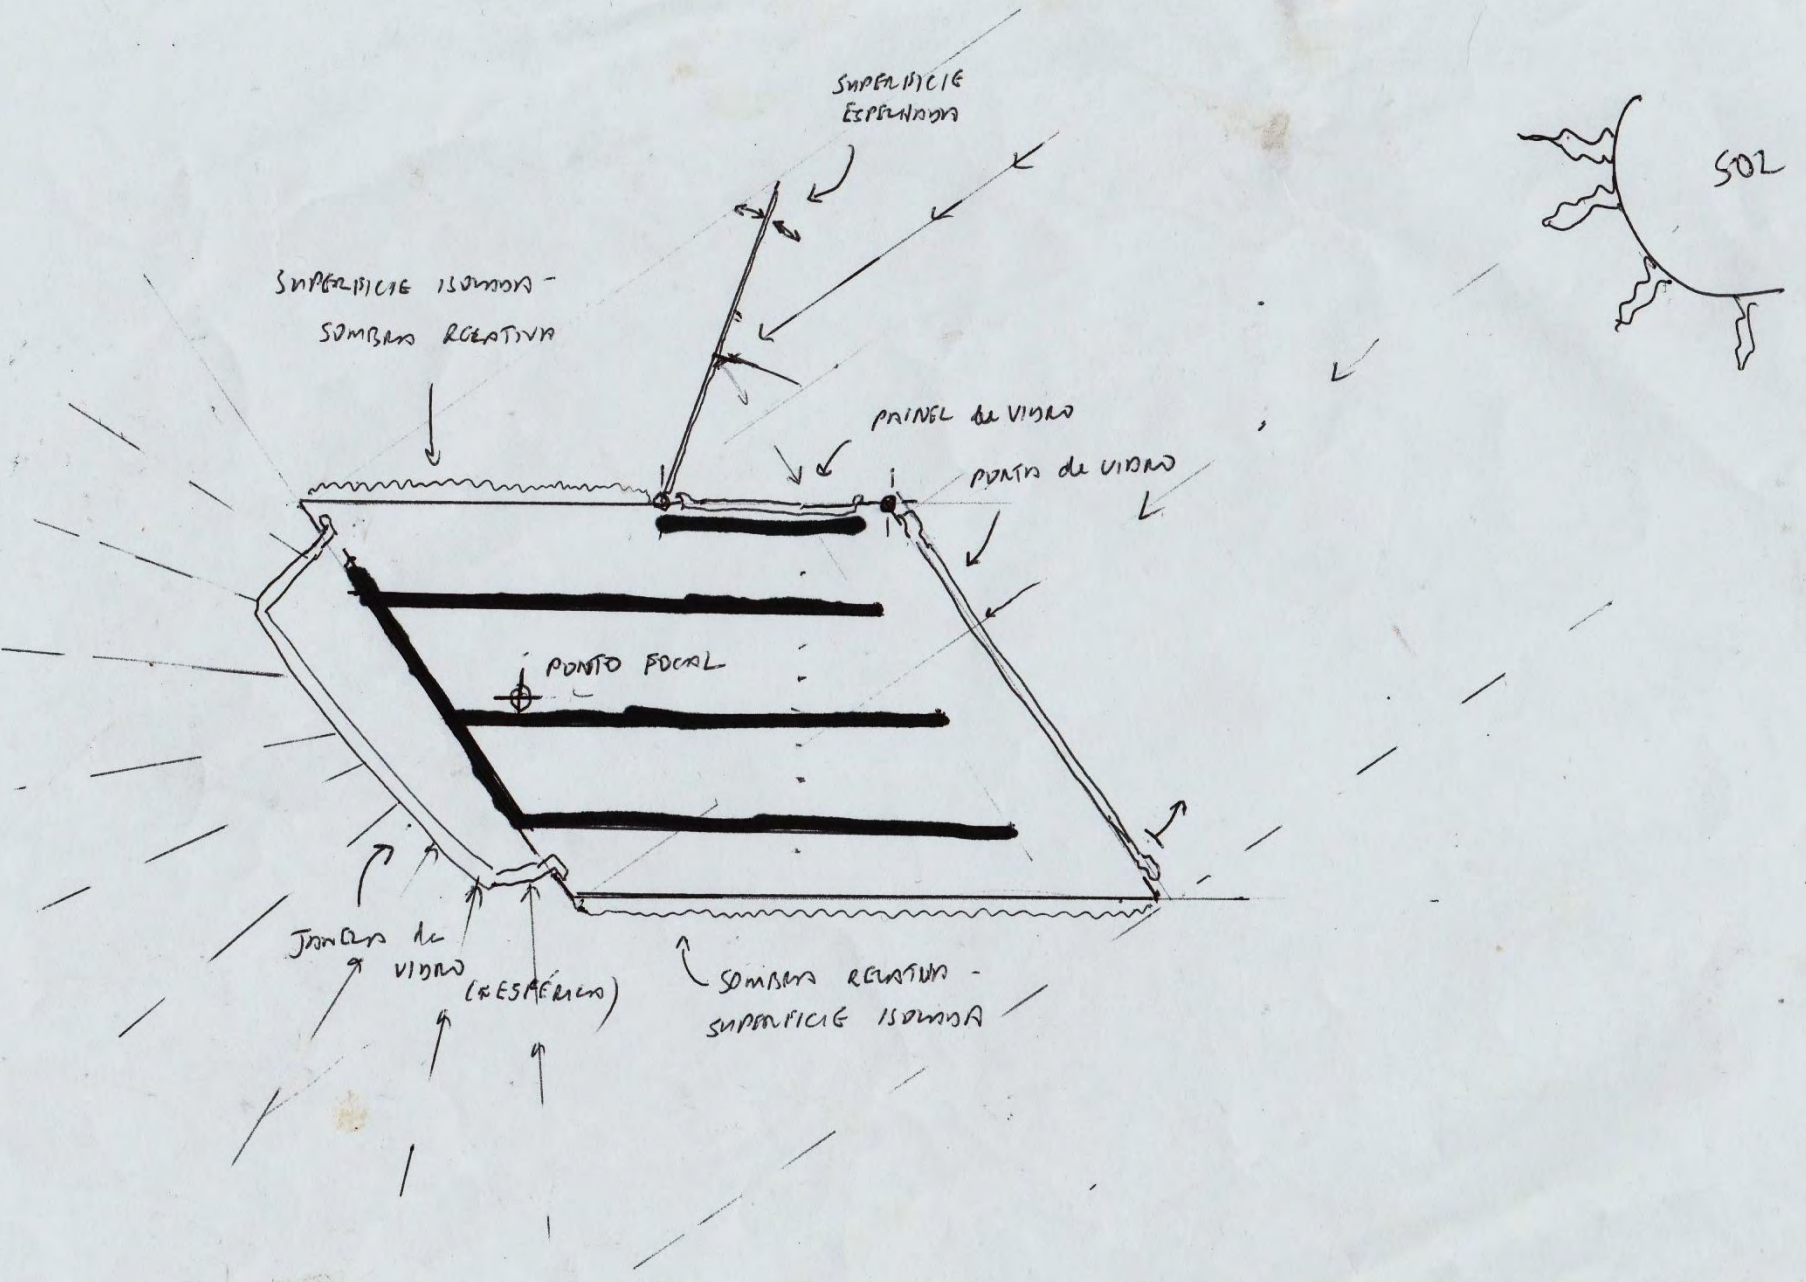 SUPERFICIE
ESPELHADA
SOL
SUPERFICIE ISOLADA -
SOMBRA RELATIVA
PAINEL de VIDRO
PORTA de VIDRO
PONTO FOCAL
JANELA de
VIDRO
(ESFÉRICA)
SOMBRA RELATIVA -
SUPERFICIE ISOLADA